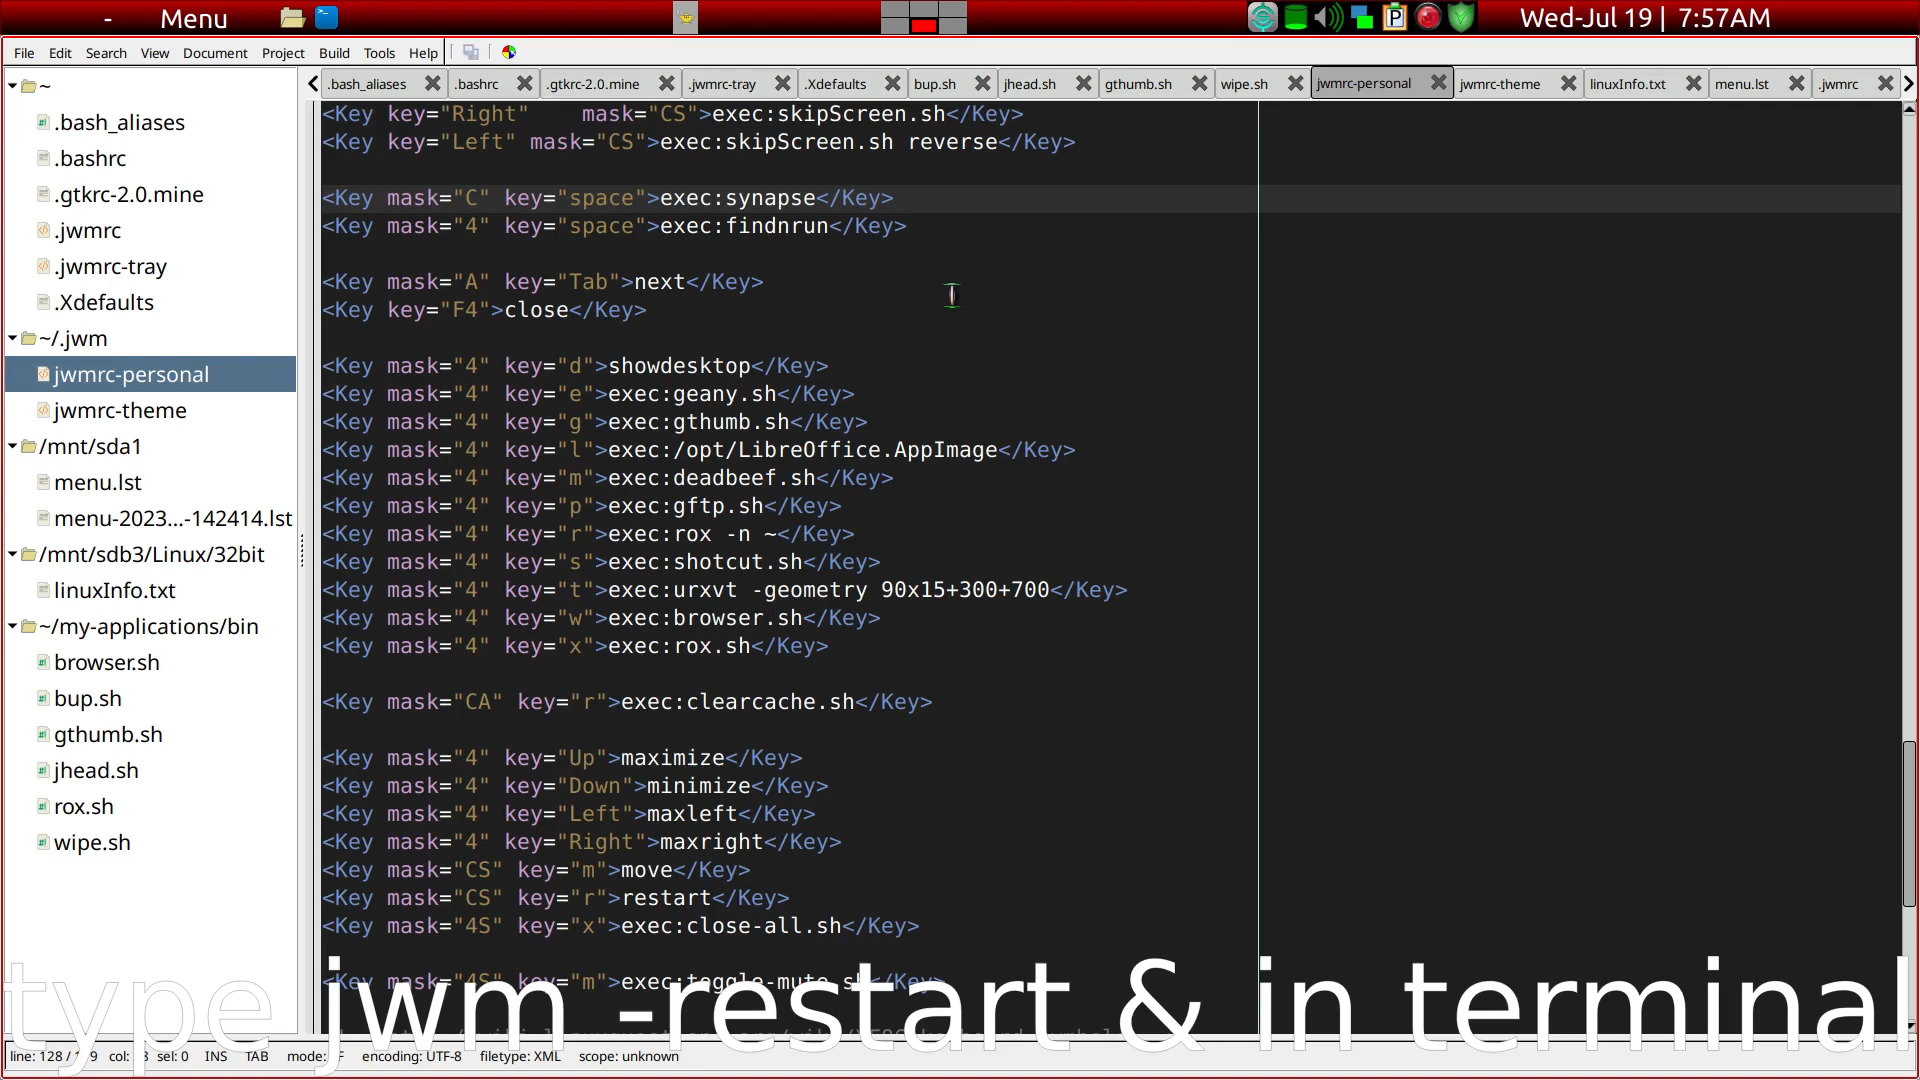 - Menu Wed-Jul 19 | 7:57AM
File Edit Search View Document Project Build Tools Help
~
.bash_aliases
.bashrc
.gtkrc-2.0.mine
.jwmrc
.jwmrc-tray
.Xdefaults
~/.jwm
jwmrc-personal
jwmrc-theme
/mnt/sda1
menu.lst
menu-2023...-142414.lst
/mnt/sdb3/Linux/32bit
linuxInfo.txt
~/my-applications/bin
browser.sh
bup.sh
gthumb.sh
jhead.sh
rox.sh
wipe.sh
.bash_aliases .bashrc .gtkrc-2.0.mine .jwmrc-tray .Xdefaults bup.sh jhead.sh gthumb.sh wipe.sh jwmrc-personal jwmrc-theme linuxInfo.txt menu.lst .jwmrc
<Key key="Right"    mask="CS">exec:skipScreen.sh</Key>
<Key key="Left" mask="CS">exec:skipScreen.sh reverse</Key>
<Key mask="C" key="space">exec:synapse</Key>
<Key mask="4" key="space">exec:findnrun</Key>
<Key mask="A" key="Tab">next</Key>
<Key key="F4">close</Key>
<Key mask="4" key="d">showdesktop</Key>
<Key mask="4" key="e">exec:geany.sh</Key>
<Key mask="4" key="g">exec:gthumb.sh</Key>
<Key mask="4" key="l">exec:/opt/LibreOffice.AppImage</Key>
<Key mask="4" key="m">exec:deadbeef.sh</Key>
<Key mask="4" key="p">exec:gftp.sh</Key>
<Key mask="4" key="r">exec:rox -n ~</Key>
<Key mask="4" key="s">exec:shotcut.sh</Key>
<Key mask="4" key="t">exec:urxvt -geometry 90x15+300+700</Key>
<Key mask="4" key="w">exec:browser.sh</Key>
<Key mask="4" key="x">exec:rox.sh</Key>
<Key mask="CA" key="r">exec:clearcache.sh</Key>
<Key mask="4" key="Up">maximize</Key>
<Key mask="4" key="Down">minimize</Key>
<Key mask="4" key="Left">maxleft</Key>
<Key mask="4" key="Right">maxright</Key>
<Key mask="CS" key="m">move</Key>
<Key mask="CS" key="r">restart</Key>
<Key mask="4S" key="x">exec:close-all.sh</Key>
<Key mask="4S" key="m">exec:toggle-mute.sh</Key>
type jwm -restart & in terminal
line: 128 / col: sel: 0 INS TAB mode: encoding: UTF-8 filetype: XML scope: unknown